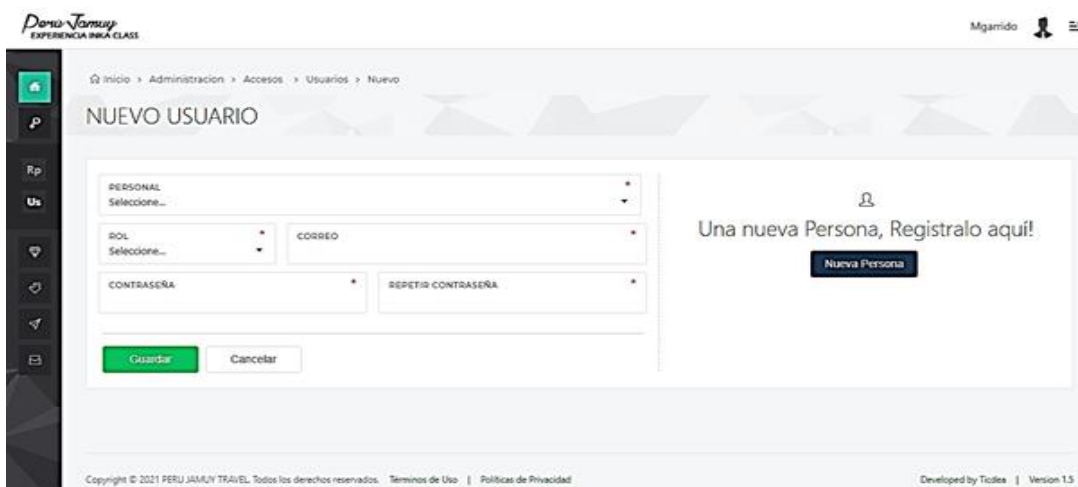 Peru Jamuy
EXPERIENCIA INKA CLASS
Mgarrido
Inicio > Administracion > Accesos > Usuarios > Nuevo
NUEVO USUARIO
Rp
Us
PERSONAL *
Seleccione...
ROL *
Seleccione...
CORREO *
CONTRASEÑA *
REPETIR CONTRASEÑA *
Guardar
Cancelar
Una nueva Persona, Registralo aquí!
Nueva Persona
Copyright © 2021 PERU JAMUY TRAVEL. Todos los derechos reservados. Terminos de Uso | Políticas de Privacidad
Developed by Ticdea | Version 1.5